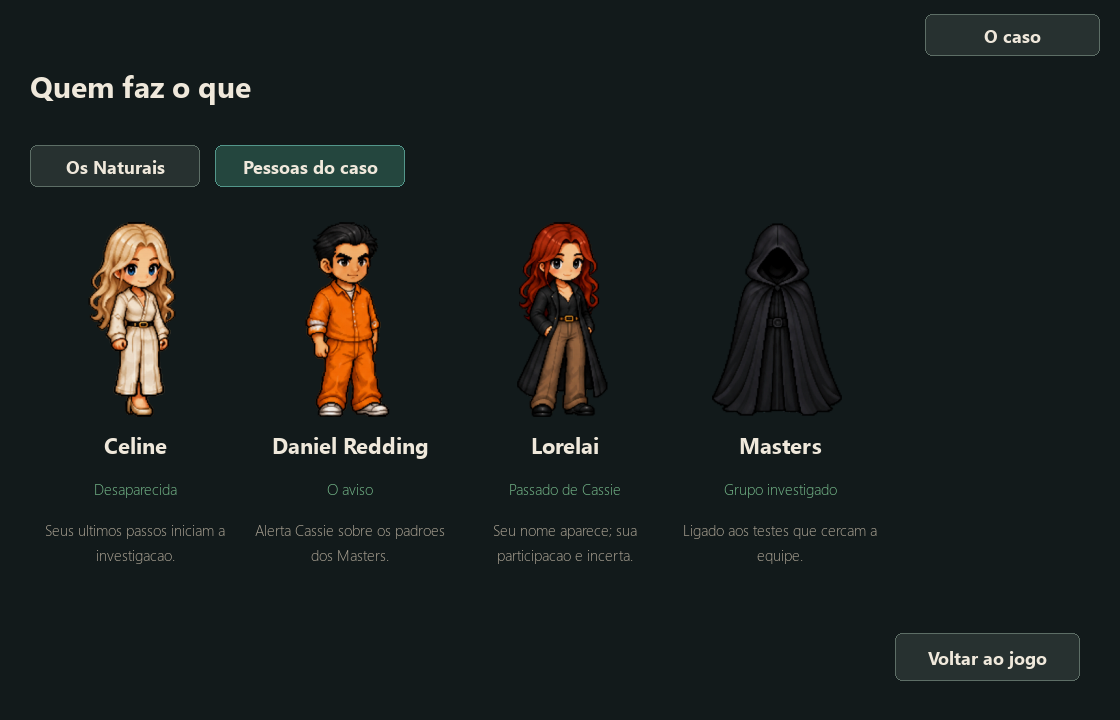 O caso
Quem faz o que
Os Naturais
Pessoas do caso
Celine
Desaparecida
Seus ultimos passos iniciam a
investigacao.
Daniel Redding
O aviso
Alerta Cassie sobre os padroes
dos Masters.
Lorelai
Passado de Cassie
Seu nome aparece; sua
participacao e incerta.
Masters
Grupo investigado
Ligado aos testes que cercam a
equipe.
Voltar ao jogo